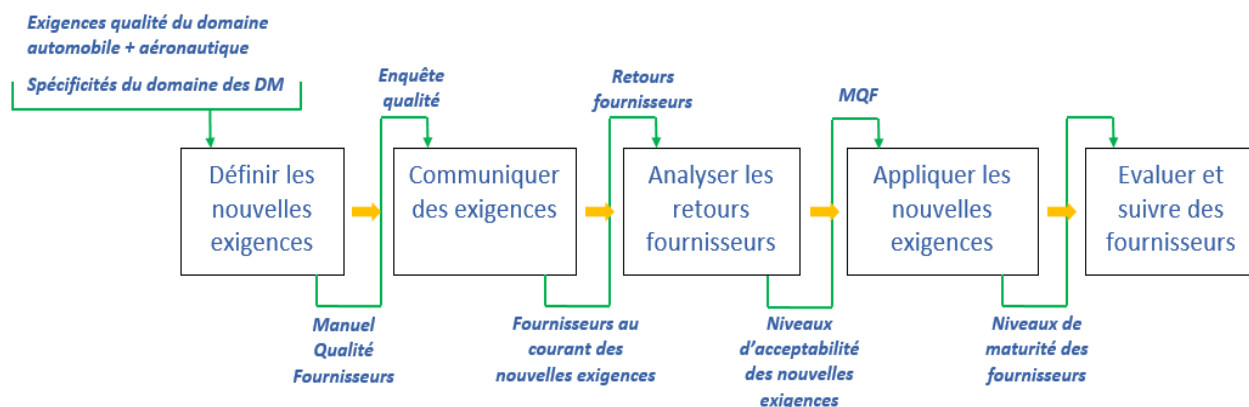 Exigences qualité du domaine
automobile + aéronautique
Spécificités du domaine des DM
Enquête
qualité
Retours
fournisseurs
MQF
Définir les
nouvelles
exigences
Communiquer
des exigences
Analyser les
retours
fournisseurs
Appliquer les
nouvelles
exigences
Evaluer et
suivre des
fournisseurs
Manuel
Qualité
Fournisseurs
Fournisseurs au
courant des
nouvelles exigences
Niveaux
d'acceptabilité
des nouvelles
exigences
Niveaux de
maturité des
fournisseurs